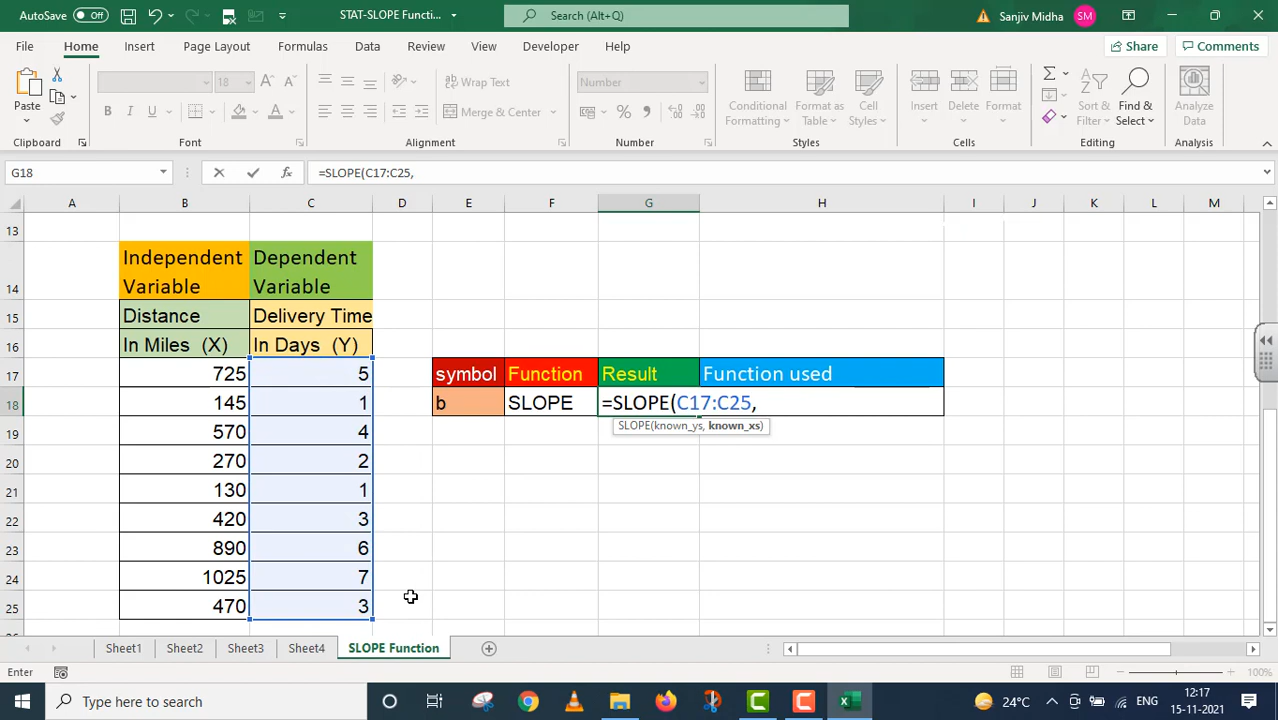 AutoSave Off STAT-SLOPE Functi... Search (Alt+Q) Sanjiv Midha SM
File Home Insert Page Layout Formulas Data Review View Developer Help Share Comments
18 Wrap Text Number
Paste B I U Merge & Center Conditional Formatting Format as Table Cell Styles Insert Delete Format Sort & Filter Find & Select Analyze Data
Clipboard Font Alignment Number Styles Cells Editing Analysis
G18 fx =SLOPE(C17:C25,
A B C D E F G H I J K L M
13
14 Independent Variable Dependent Variable
15 Distance Delivery Time
16 In Miles (X) In Days (Y)
17 725 5 symbol Function Result Function used
18 145 1 b SLOPE =SLOPE(C17:C25,
SLOPE(known_ys, known_xs)
19 570 4
20 270 2
21 130 1
22 420 3
23 890 6
24 1025 7
25 470 3
Sheet1 Sheet2 Sheet3 Sheet4 SLOPE Function
Enter 100%
Type here to search 24°C ENG 12:17
15-11-2021